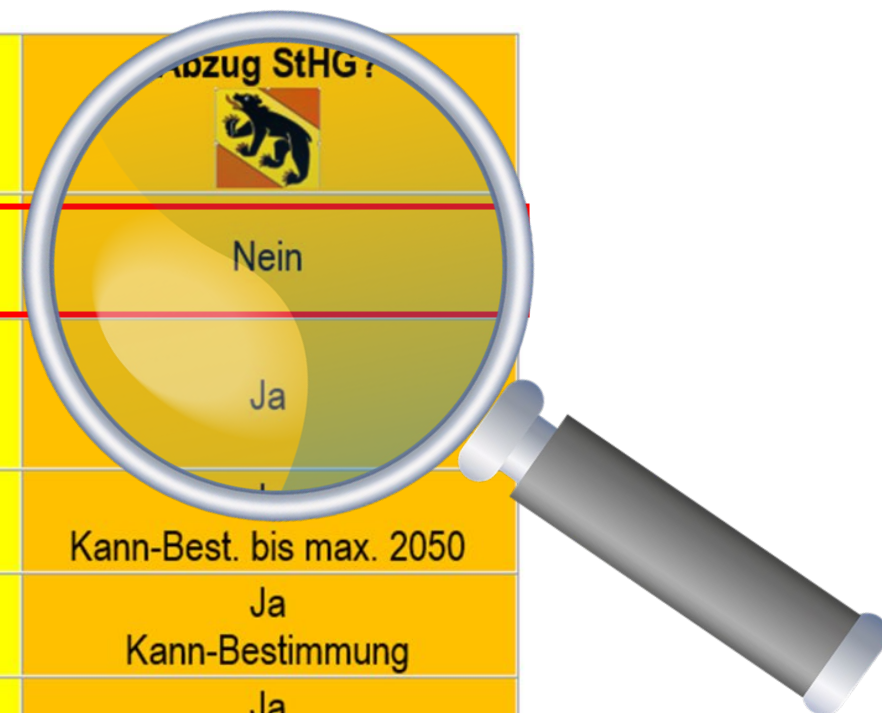 Abzug StHG?
Nein
Ja
Kann-Best. bis max. 2050
Ja
Kann-Bestimmung
Ja